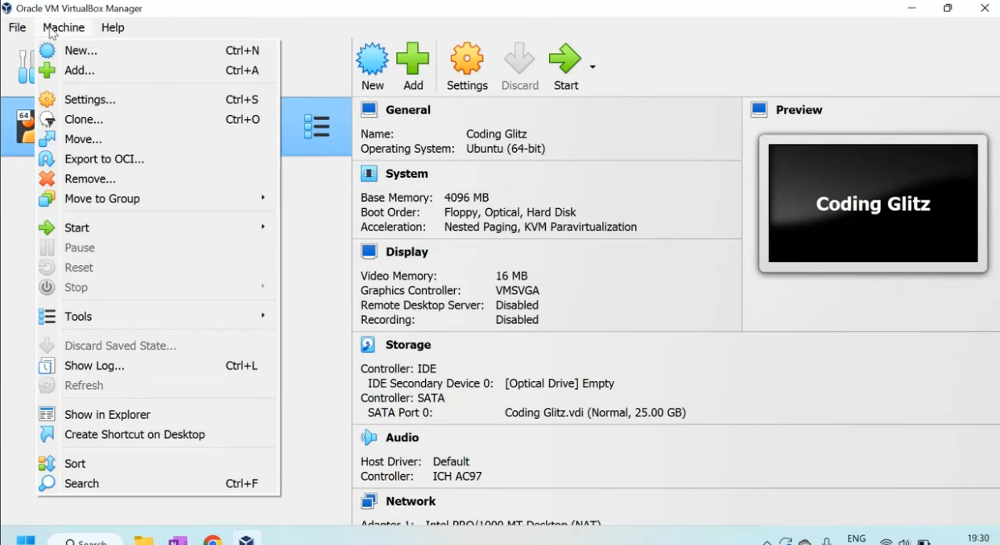 Oracle VM VirtualBox Manager
File Machine Help
New... Ctrl+N
Add... Ctrl+A
Settings... Ctrl+S
Clone... Ctrl+O
Move...
Export to OCI...
Remove...
Move to Group
Start
Pause
Reset
Stop
Tools
Discard Saved State...
Show Log... Ctrl+L
Refresh
Show in Explorer
Create Shortcut on Desktop
Sort
Search Ctrl+F
64
New Add Settings Discard Start
General
Name: Coding Glitz
Operating System: Ubuntu (64-bit)
System
Base Memory: 4096 MB
Boot Order: Floppy, Optical, Hard Disk
Acceleration: Nested Paging, KVM Paravirtualization
Display
Video Memory: 16 MB
Graphics Controller: VMSVGA
Remote Desktop Server: Disabled
Recording: Disabled
Storage
Controller: IDE
IDE Secondary Device 0: [Optical Drive] Empty
Controller: SATA
SATA Port 0: Coding Glitz.vdi (Normal, 25.00 GB)
Audio
Host Driver: Default
Controller: ICH AC97
Network
Adapter 1: Intel PRO/1000 MT Desktop (NAT)
Preview
Coding Glitz
Search
ENG
19:30